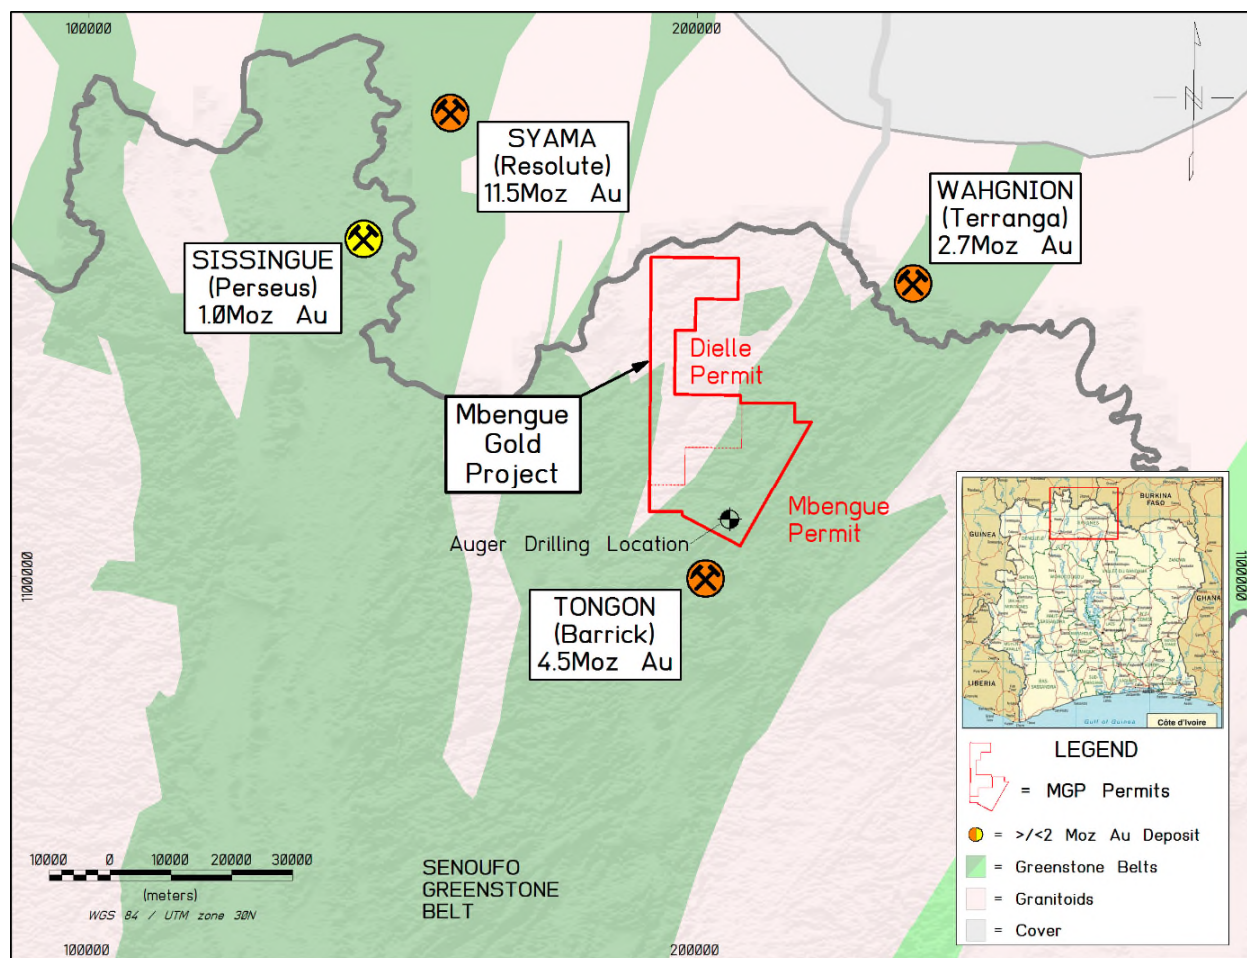 100000
200000
SYAMA
(Resolute)
11.5Moz Au
WAHGNION
(Terranga)
2.7Moz Au
SISSINGUE
(Perseus)
1.0Moz Au
Dielle
Permit
Mbengue
Gold
Project
Mbengue
Permit
Auger Drilling Location
1100000
1100000
TONGON
(Barrick)
4.5Moz Au
N
BURKINA
FASO
GUINEA
GHANA
LIBERIA
Gulf of Guinea
Côte d'Ivoire
LEGEND
= MGP Permits
= >/<2 Moz Au Deposit
= Greenstone Belts
= Granitoids
= Cover
10000 0 10000 20000 30000
(meters)
WGS 84 / UTM zone 30N
SENOUFO
GREENSTONE
BELT
100000
200000